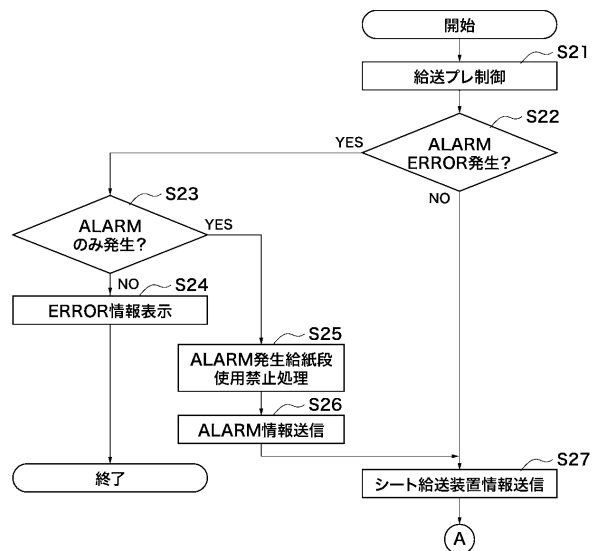 開始
S21
給送プレ制御
S22
ALARM
ERROR発生？
YES
NO
S23
ALARM
のみ発生？
YES
NO
S24
ERROR情報表示
S25
ALARM発生給紙段
使用禁止処理
S26
ALARM情報送信
終了
S27
シート給送装置情報送信
A